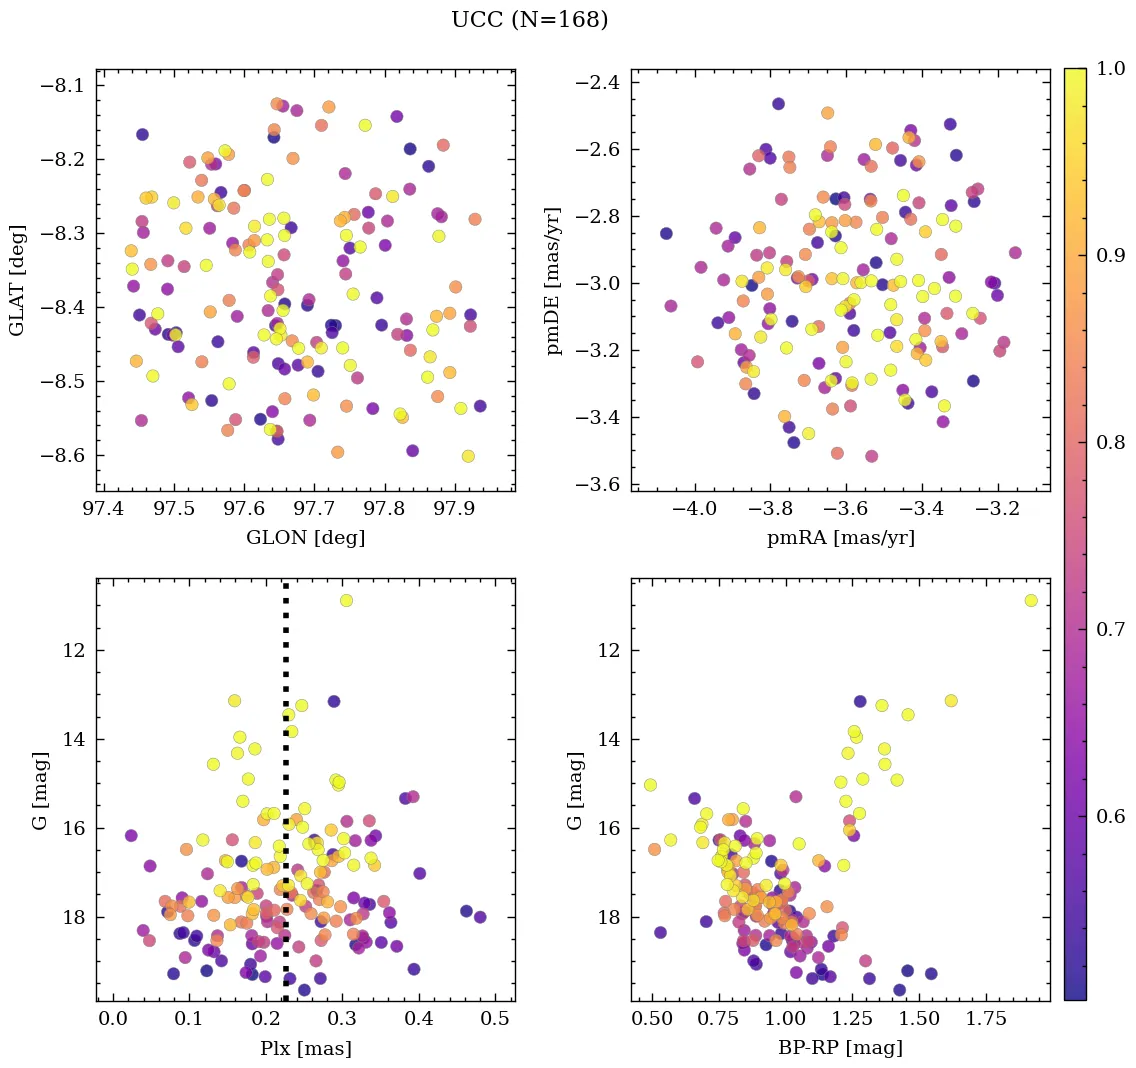 UCC (N=168)
−8.1
−8.2
−8.3
−8.4
−8.5
−8.6
GLAT [deg]
97.4 97.5 97.6 97.7 97.8 97.9
GLON [deg]
−2.4
−2.6
−2.8
−3.0
−3.2
−3.4
−3.6
pmDE [mas/yr]
−4.0 −3.8 −3.6 −3.4 −3.2
pmRA [mas/yr]
12
14
16
18
G [mag]
0.0 0.1 0.2 0.3 0.4 0.5
Plx [mas]
12
14
16
18
G [mag]
0.50 0.75 1.00 1.25 1.50 1.75
BP-RP [mag]
1.0
0.9
0.8
0.7
0.6